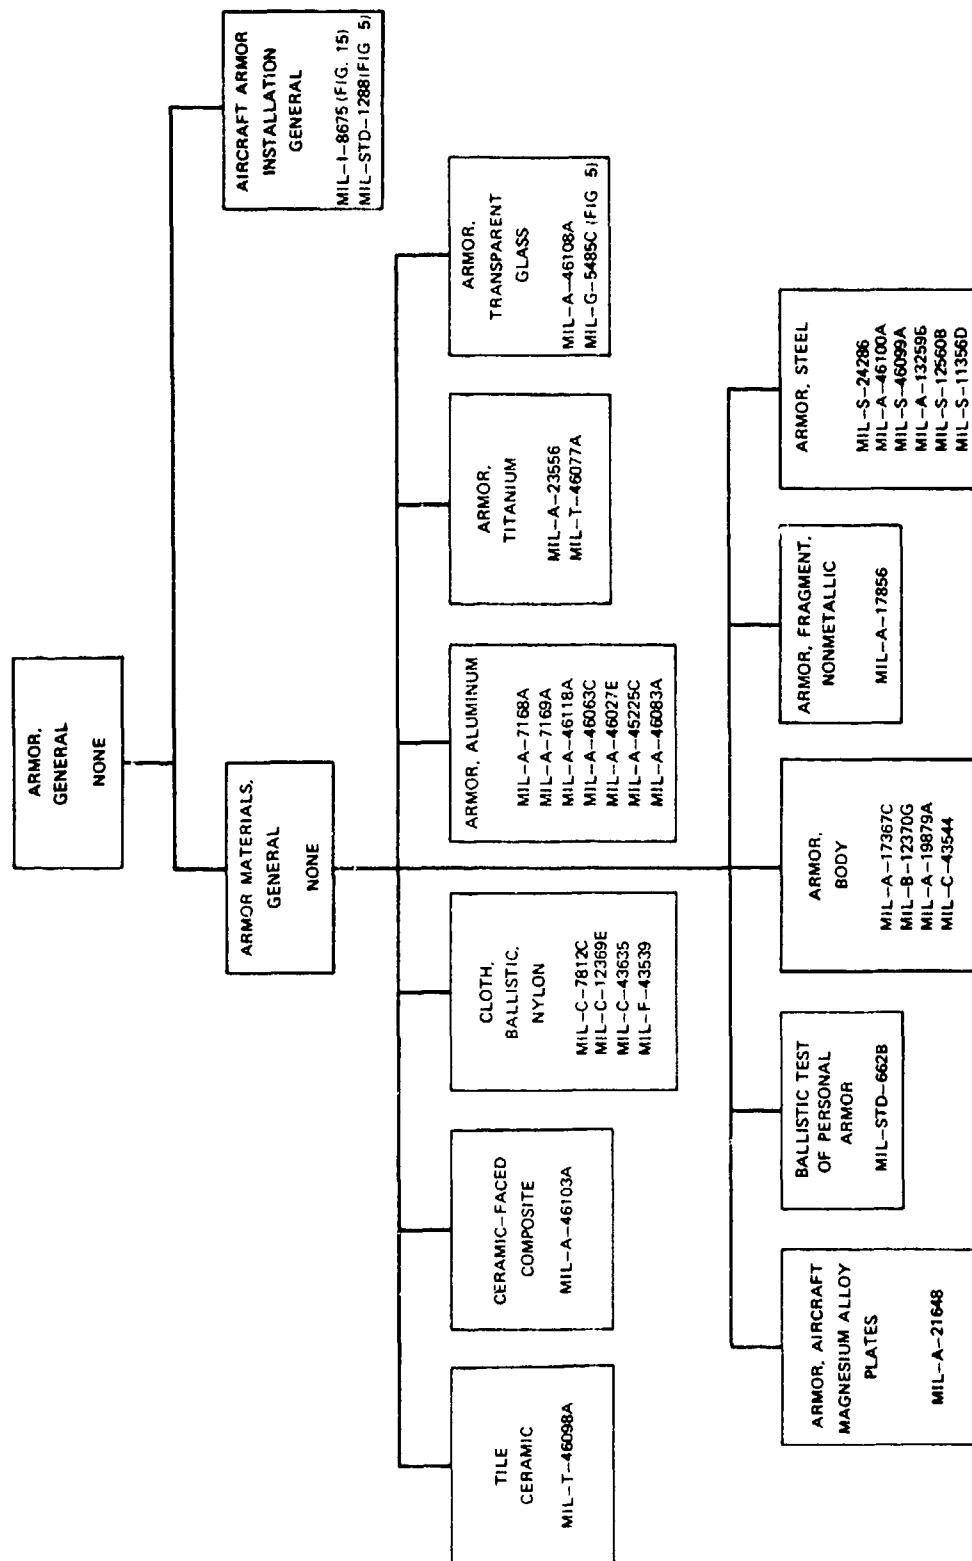 ARMOR,
GENERAL
NONE
ARMOR MATERIALS,
GENERAL
NONE
AIRCRAFT ARMOR
INSTALLATION
GENERAL
MIL-I-8675 (FIG. 15)
MIL-STD-1288 (FIG 5)
TILE
CERAMIC
MIL-T-46098A
CERAMIC-FACED
COMPOSITE
MIL-A-46103A
CLOTH,
BALLISTIC,
NYLON
MIL-C-7812C
MIL-C-12369E
MIL-C-43635
MIL-F-43539
ARMOR, ALUMINUM
MIL-A-7168A
MIL-A-7169A
MIL-A-46118A
MIL-A-46063C
MIL-A-46027E
MIL-A-45225C
MIL-A-46083A
ARMOR,
TITANIUM
MIL-A-23556
MIL-T-46077A
ARMOR,
TRANSPARENT
GLASS
MIL-A-46108A
MIL-G-5485C (FIG 5)
ARMOR, AIRCRAFT
MAGNESIUM ALLOY
PLATES
MIL-A-21648
BALLISTIC TEST
OF PERSONAL
ARMOR
MIL-STD-662B
ARMOR,
BODY
MIL-A-17367C
MIL-B-12370G
MIL-A-19879A
MIL-C-43544
ARMOR, FRAGMENT,
NONMETALLIC
MIL-A-17856
ARMOR, STEEL
MIL-S-24286
MIL-A-46100A
MIL-S-46099A
MIL-A-13259B
MIL-S-12560B
MIL-S-11356D